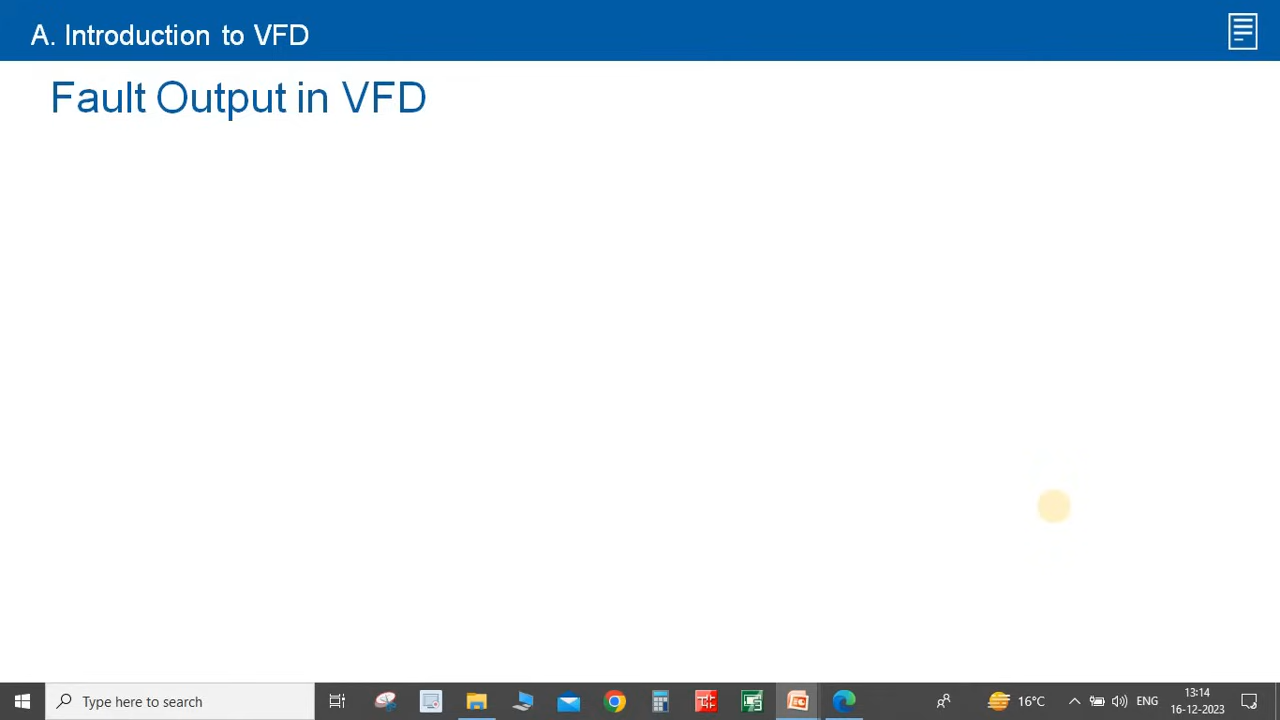 A. Introduction to VFD
Fault Output in VFD
Type here to search
16°C
ENG
13:14
16-12-2023